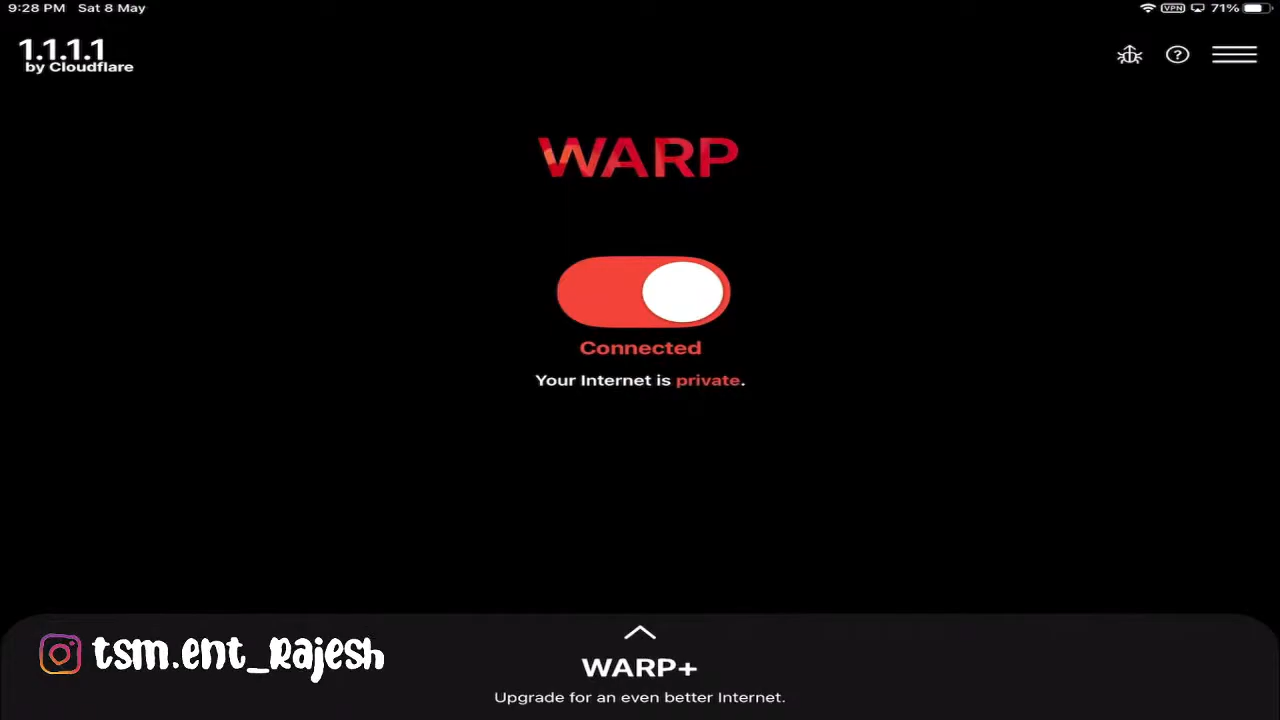 9:28 PM Sat 8 May VPN 71%
1.1.1.1
by Cloudflare
?
WARP
Connected
Your Internet is private.
tsm.ent_Rajesh
WARP+
Upgrade for an even better Internet.